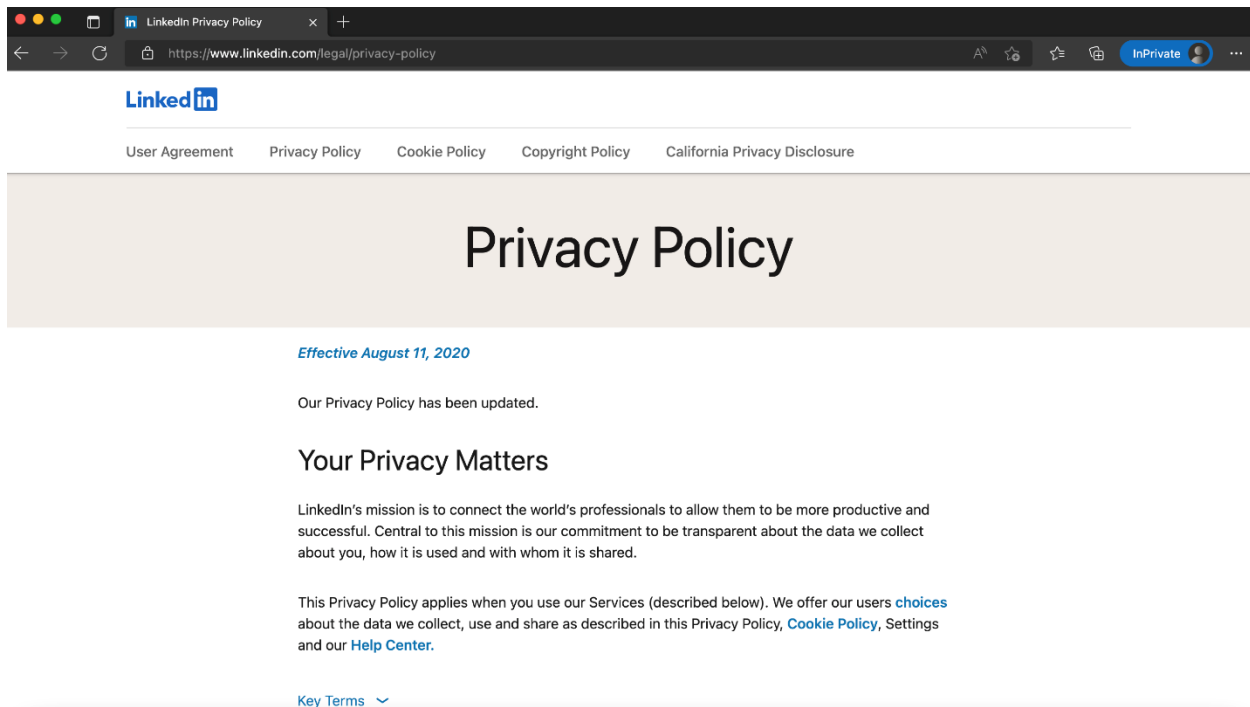 LinkedIn Privacy Policy
https://www.linkedin.com/legal/privacy-policy
InPrivate
Linkedin
User Agreement Privacy Policy Cookie Policy Copyright Policy California Privacy Disclosure
Privacy Policy
Effective August 11, 2020
Our Privacy Policy has been updated.
Your Privacy Matters
LinkedIn's mission is to connect the world's professionals to allow them to be more productive and
successful. Central to this mission is our commitment to be transparent about the data we collect
about you, how it is used and with whom it is shared.
This Privacy Policy applies when you use our Services (described below). We offer our users choices
about the data we collect, use and share as described in this Privacy Policy, Cookie Policy, Settings
and our Help Center.
Key Terms